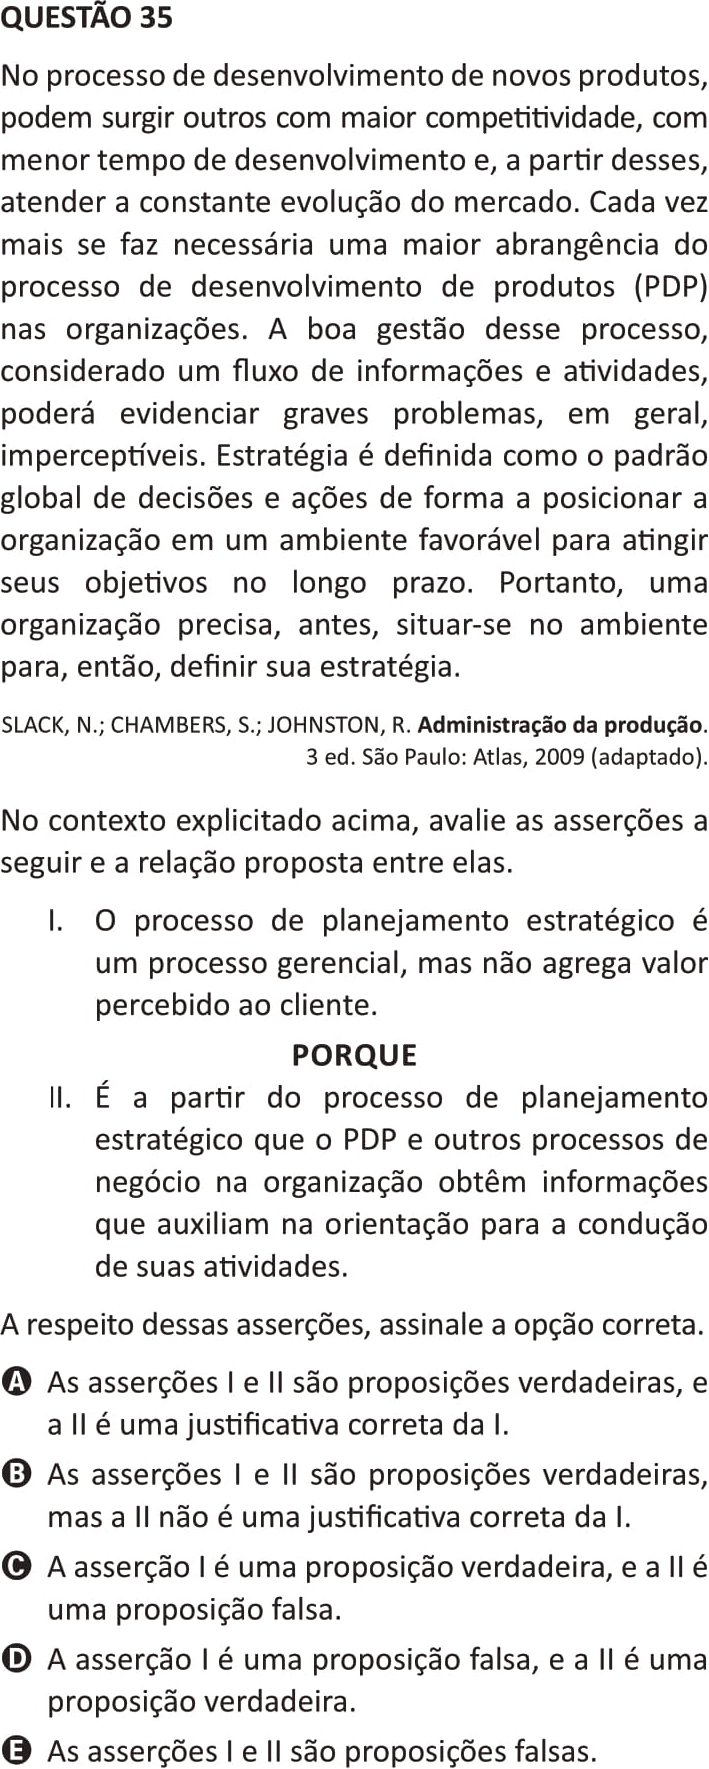 QUESTÃO 35
No processo de desenvolvimento de novos produtos,
podem surgir outros com maior competitividade, com
menor tempo de desenvolvimento e, a partir desses,
atender a constante evolução do mercado. Cada vez
mais se faz necessária uma maior abrangência do
processo de desenvolvimento de produtos (PDP)
nas organizações. A boa gestão desse processo,
considerado um fluxo de informações e atividades,
poderá evidenciar graves problemas, em geral,
imperceptíveis. Estratégia é definida como o padrão
global de decisões e ações de forma a posicionar a
organização em um ambiente favorável para atingir
seus objetivos no longo prazo. Portanto, uma
organização precisa, antes, situar-se no ambiente
para, então, definir sua estratégia.
SLACK, N.; CHAMBERS, S.; JOHNSTON, R. Administração da produção.
3 ed. São Paulo: Atlas, 2009 (adaptado).
No contexto explicitado acima, avalie as asserções a
seguir e a relação proposta entre elas.
I. O processo de planejamento estratégico é
um processo gerencial, mas não agrega valor
percebido ao cliente.
PORQUE
II. É a partir do processo de planejamento
estratégico que o PDP e outros processos de
negócio na organização obtêm informações
que auxiliam na orientação para a condução
de suas atividades.
A respeito dessas asserções, assinale a opção correta.
A As asserções I e II são proposições verdadeiras, e
a II é uma justificativa correta da I.
B As asserções I e II são proposições verdadeiras,
mas a II não é uma justificativa correta da I.
C A asserção I é uma proposição verdadeira, e a II é
uma proposição falsa.
D A asserção I é uma proposição falsa, e a II é uma
proposição verdadeira.
E As asserções I e II são proposições falsas.